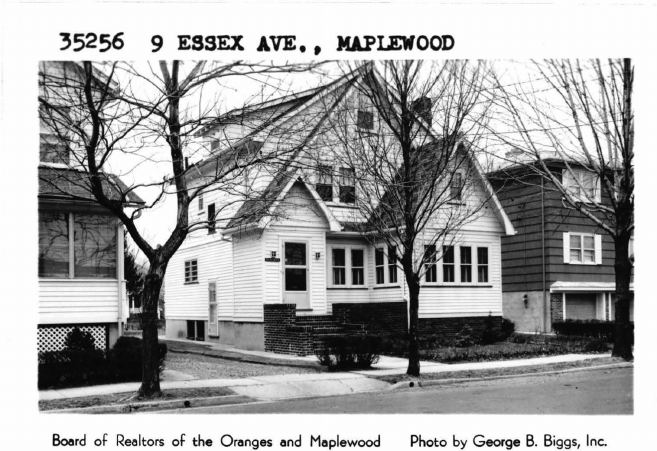 35256 9 ESSEX AVE., MAPLEWOOD
Board of Realtors of the Oranges and Maplewood Photo by George B. Biggs, Inc.